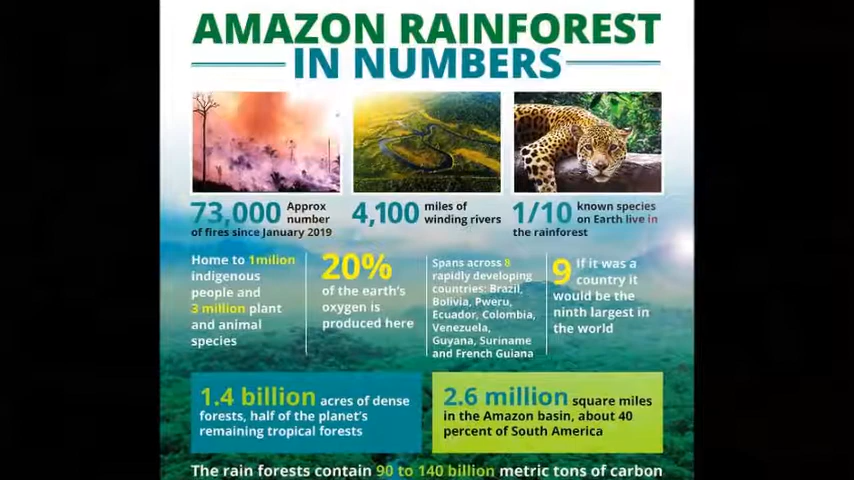 AMAZON RAINFOREST
IN NUMBERS
73,000 Approx
number
of fires since January 2019
4,100 miles of
winding rivers
1/10 known species
on Earth live in
the rainforest
Home to 1milion
indigenous
people and
3 million plant
and animal
species
20%
of the earth's
oxygen is
produced here
Spans across 8
rapidly developing
countries: Brazil,
Bolivia, Pweru,
Ecuador, Colombia,
Venezuela,
Guyana, Suriname
and French Guiana
9 If it was a
country it
would be the
ninth largest in
the world
1.4 billion acres of dense
forests, half of the planet's
remaining tropical forests
2.6 million square miles
in the Amazon basin, about 40
percent of South America
The rain forests contain 90 to 140 billion metric tons of carbon